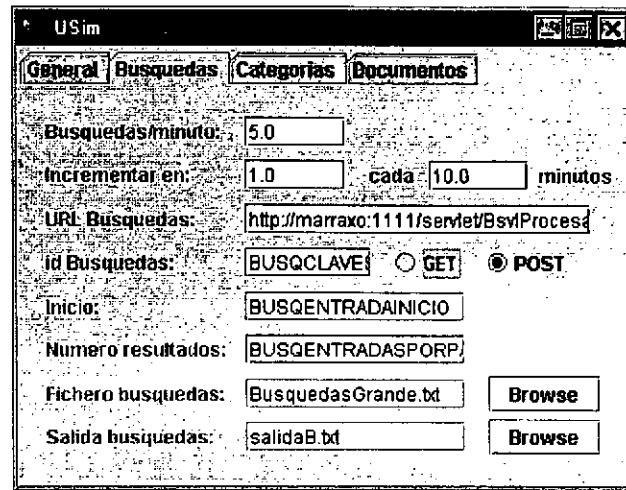 USim
General Busquedas Categorias Documentos
Busquedas/minuto: 5.0
Incrementar en: 1.0 cada 10.0 minutos
URL Busquedas: http://marraxo:1111/servlet/BsvlProcesa
id Busquedas: BUSQCLAVES GET POST
Inicio: BUSQENTRADAINICIO
Numero resultados: BUSQENTRADASPORPA
Fichero busquedas: BusquedasGrande.txt Browse
Salida busquedas: salidaB.txt Browse